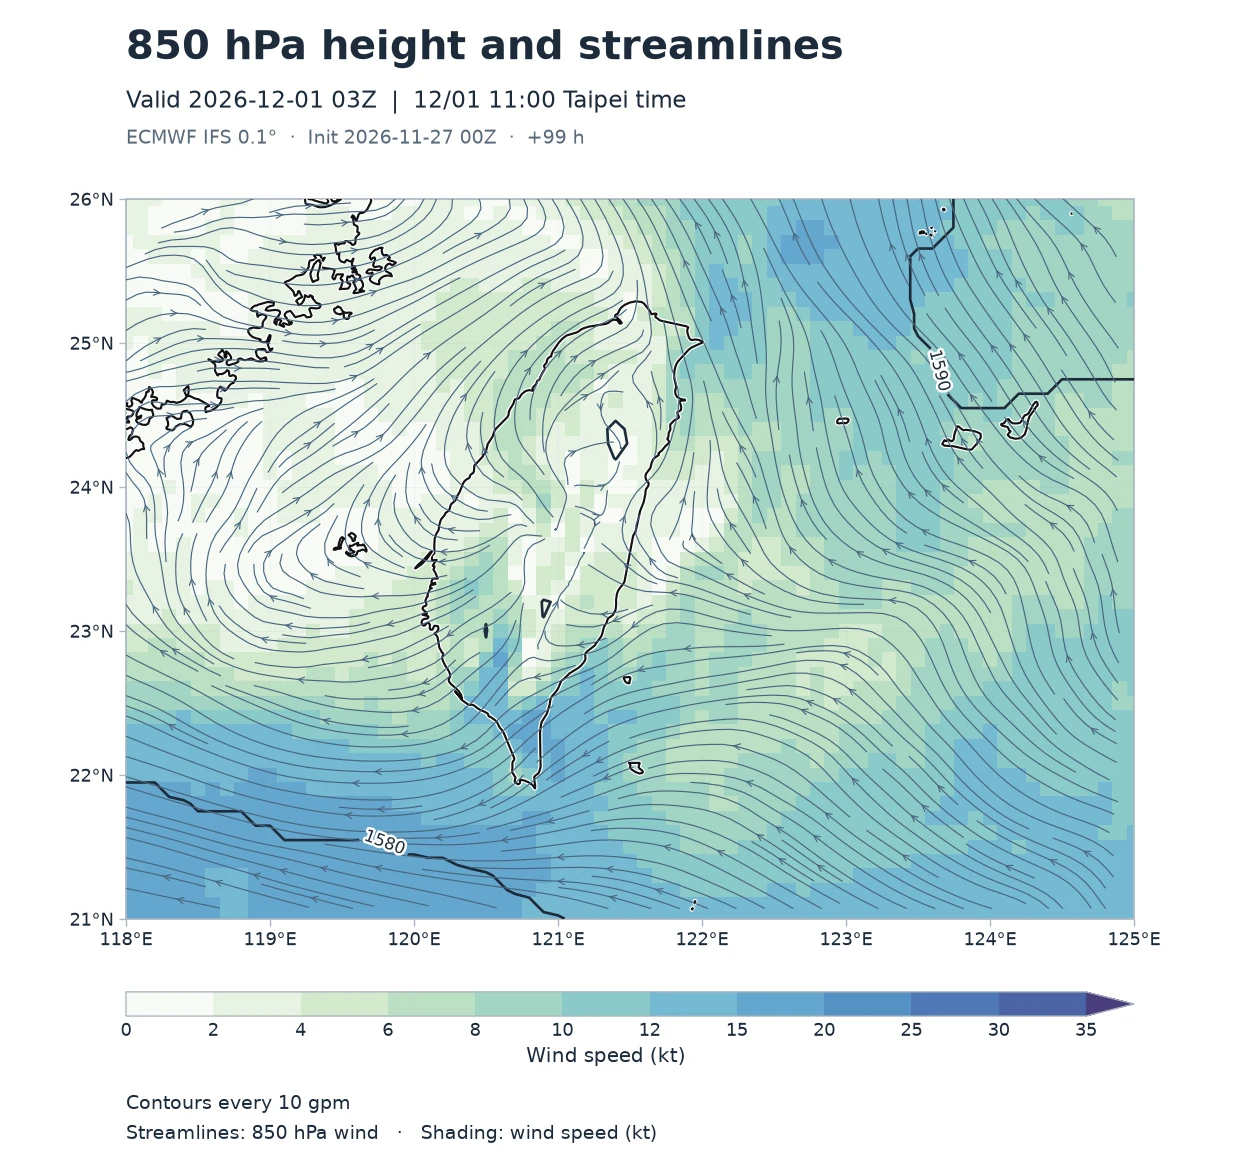 850 hPa height and streamlines
Valid 2026-12-01 03Z | 12/01 11:00 Taipei time
ECMWF IFS 0.1° · Init 2026-11-27 00Z · +99 h
26°N
25°N
1590
24°N
23°N
22°N
1580
21°N
118°E 119°E 120°E 121°E 122°E 123°E 124°E 125°E
0 2 4 6 8 10 12 15 20 25 30 35
Wind speed (kt)
Contours every 10 gpm
Streamlines: 850 hPa wind · Shading: wind speed (kt)